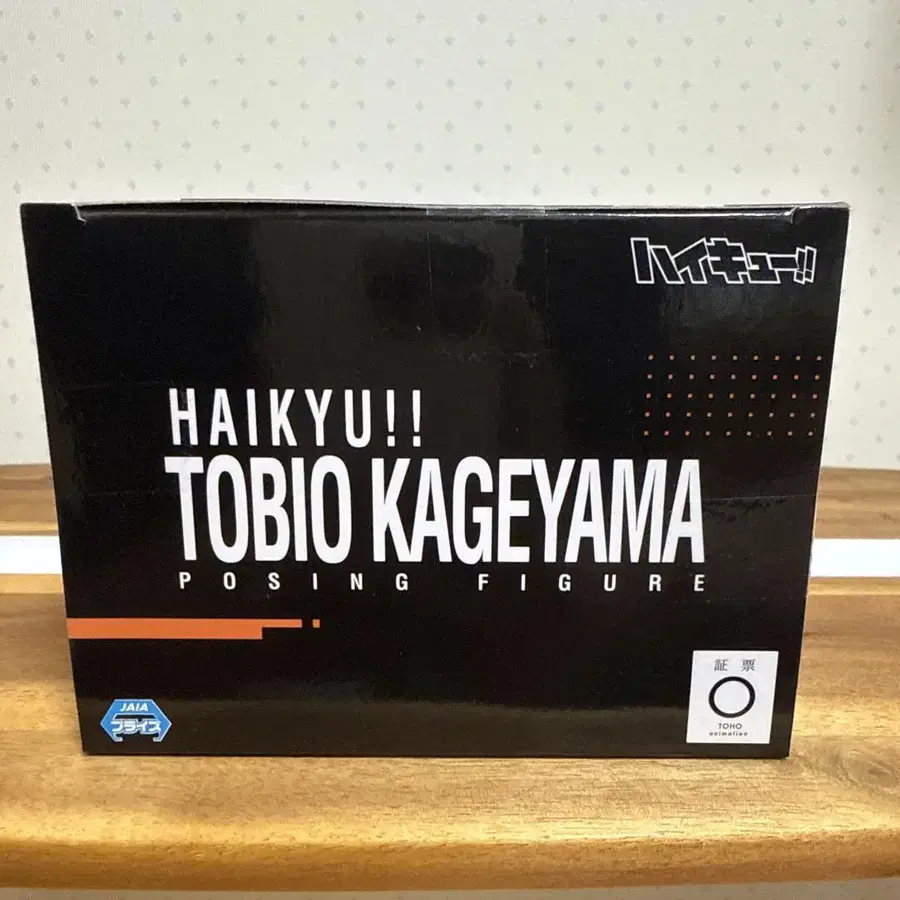 ハイキュー!!
HAIKYU!!
TOBIO KAGEYAMA
POSING FIGURE
JAIA
プライズ
証票
TOHO
animation